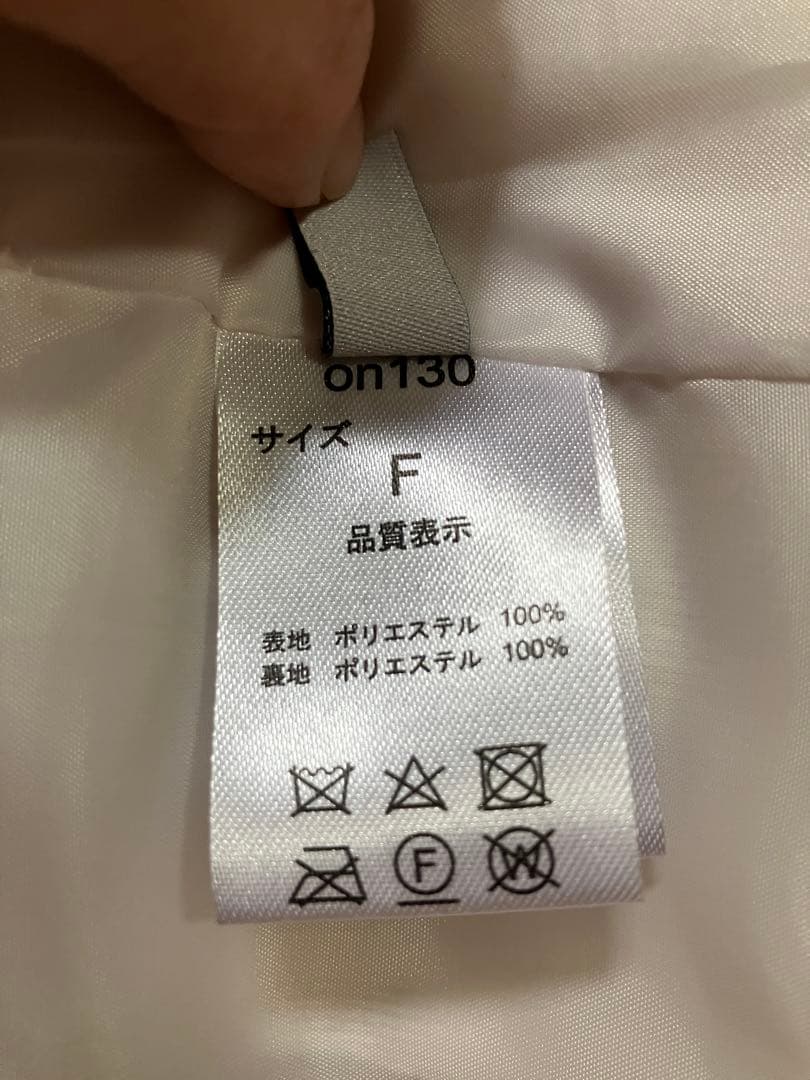 on130
サイズ
F
品質表示
表地 ポリエステル 100%
裏地 ポリエステル 100%
F W